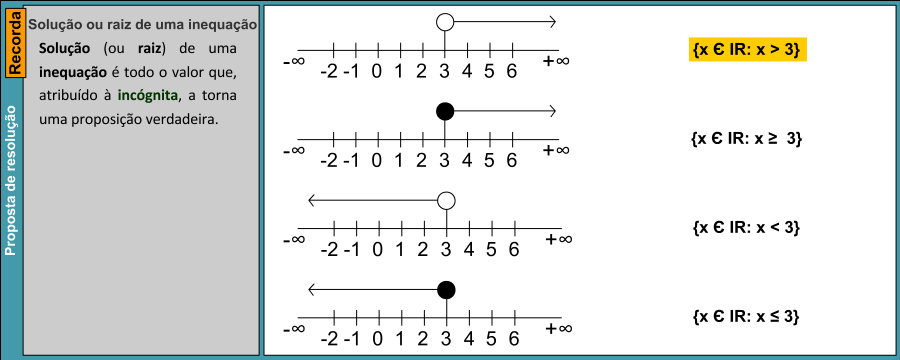 Recorda
Proposta de resolução
Solução ou raiz de uma inequação
Solução (ou raiz) de uma
inequação é todo o valor que,
atribuído à incógnita, a torna
uma proposição verdadeira.
-∞ -2 -1 0 1 2 3 4 5 6 +∞
{x Є IR: x > 3}
-∞ -2 -1 0 1 2 3 4 5 6 +∞
{x Є IR: x ≥ 3}
-∞ -2 -1 0 1 2 3 4 5 6 +∞
{x Є IR: x < 3}
-∞ -2 -1 0 1 2 3 4 5 6 +∞
{x Є IR: x ≤ 3}